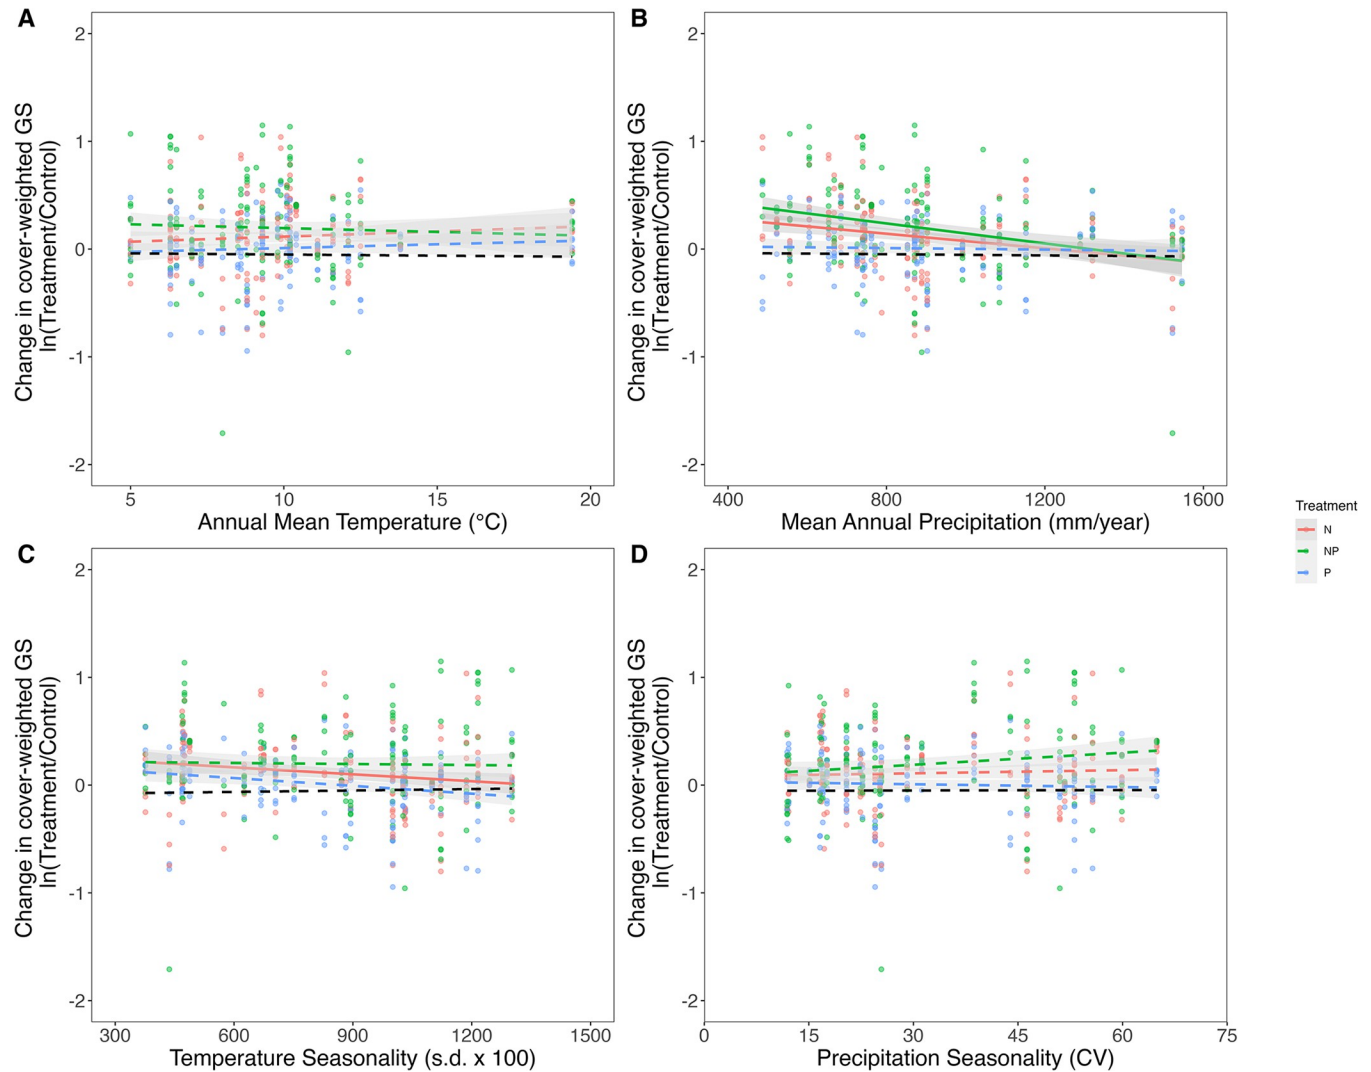 A
2
1
0
-1
-2
Change in cover-weighted GS
ln(Treatment/Control)
5
10
15
20
Annual Mean Temperature (°C)
B
2
1
0
-1
-2
Change in cover-weighted GS
ln(Treatment/Control)
400
800
1200
1600
Mean Annual Precipitation (mm/year)
C
2
1
0
-1
-2
Change in cover-weighted GS
ln(Treatment/Control)
300
600
900
1200
1500
Temperature Seasonality (s.d. x 100)
D
2
1
0
-1
-2
Change in cover-weighted GS
ln(Treatment/Control)
0
15
30
45
60
75
Precipitation Seasonality (CV)
Treatment
N
NP
P